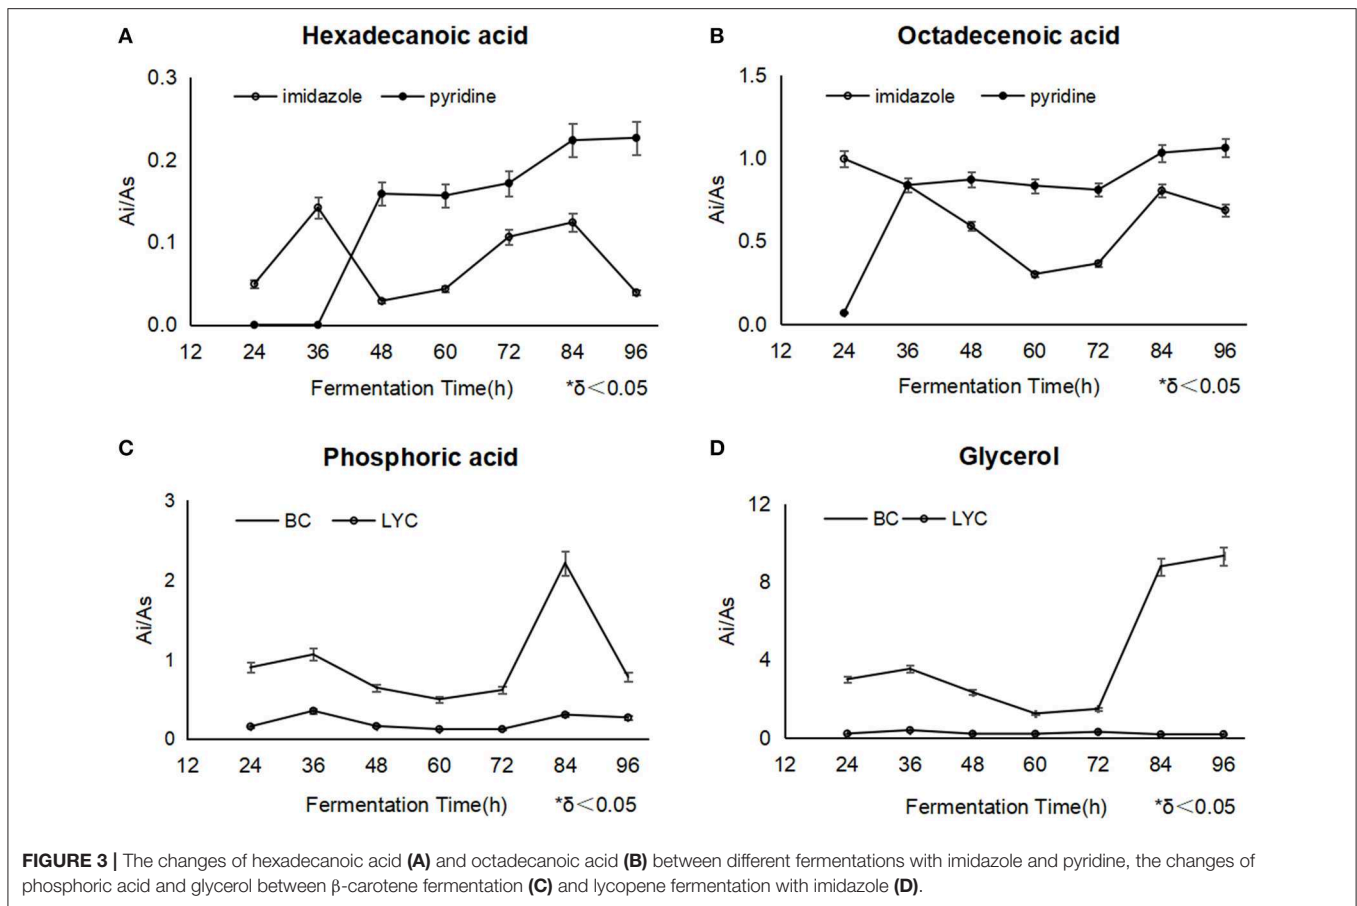 A
Hexadecanoic acid
imidazole
pyridine
0.3
0.2
0.1
0.0
Ai/As
12 24 36 48 60 72 84 96
Fermentation Time(h)
*δ<0.05
B
Octadecenoic acid
imidazole
pyridine
1.5
1.0
0.5
0.0
Ai/As
12 24 36 48 60 72 84 96
Fermentation Time(h)
*δ<0.05
C
Phosphoric acid
BC
LYC
3
2
1
0
Ai/As
12 24 36 48 60 72 84 96
Fermentation Time(h)
*δ<0.05
D
Glycerol
BC
LYC
12
8
4
0
Ai/As
12 24 36 48 60 72 84 96
Fermentation Time(h)
*δ<0.05
FIGURE 3 | The changes of hexadecanoic acid (A) and octadecanoic acid (B) between different fermentations with imidazole and pyridine, the changes of
phosphoric acid and glycerol between β-carotene fermentation (C) and lycopene fermentation with imidazole (D).